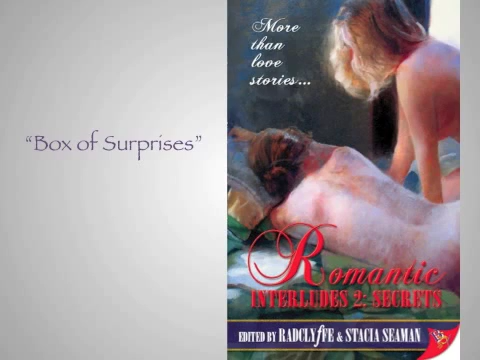 “Box of Surprises”
More
than
love
stories...
Romantic
INTERLUDES 2: SECRETS
EDITED BY RADCLYffE & STACIA SEAMAN